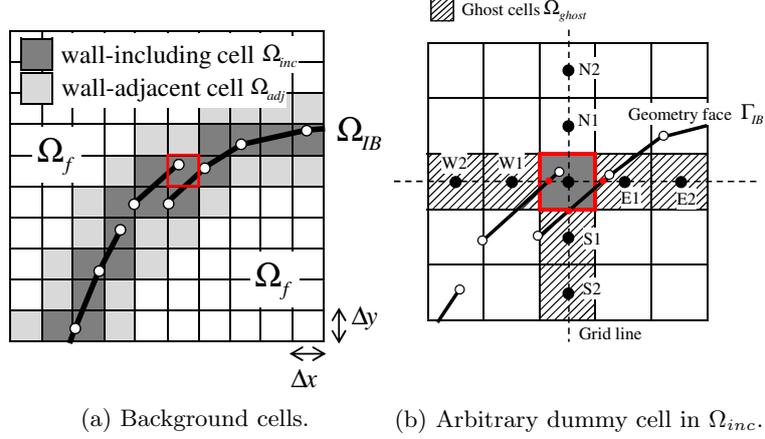 Ghost cells Ω_ghost
wall-including cell Ω_inc
wall-adjacent cell Ω_adj
Ω_f
Ω_IB
Ω_f
Δy
Δx
N2
N1
Geometry face Γ_IB
W2
W1
E1
E2
S1
S2
Grid line
(a) Background cells.
(b) Arbitrary dummy cell in Ω_inc.